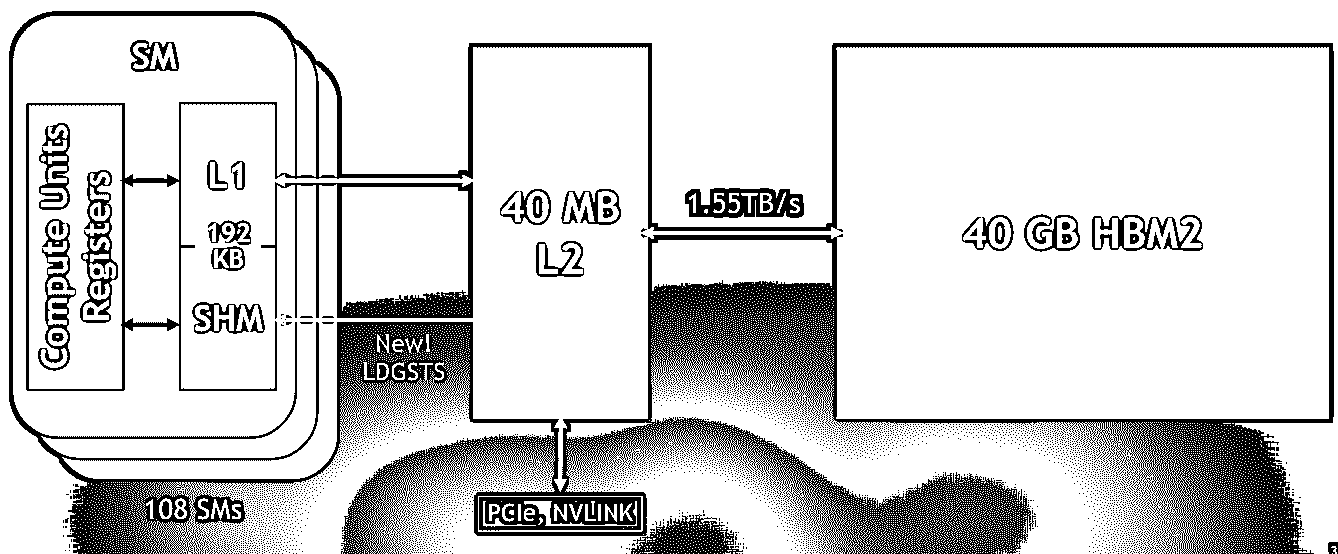 SM
Compute Units
Registers
L1
192
KB
SHM
New!
LDGSTS
108 SMs
40 MB
L2
1.55TB/s
40 GB HBM2
PCIe, NVLINK